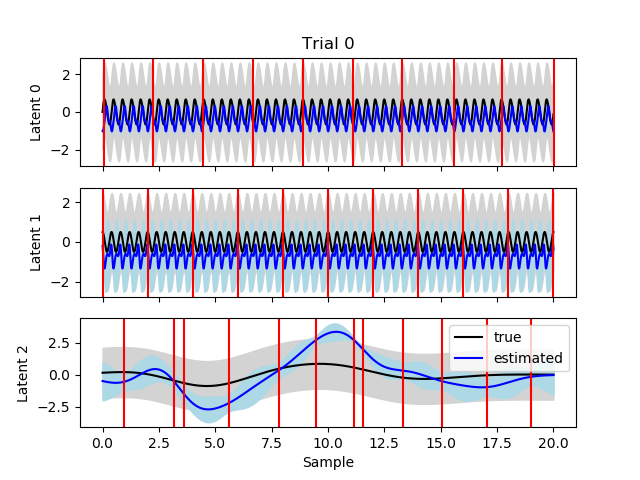 Trial 0
Latent 0
2
0
−2
Latent 1
2
0
−2
Latent 2
2.5
0.0
−2.5
true
estimated
0.0 2.5 5.0 7.5 10.0 12.5 15.0 17.5 20.0
Sample